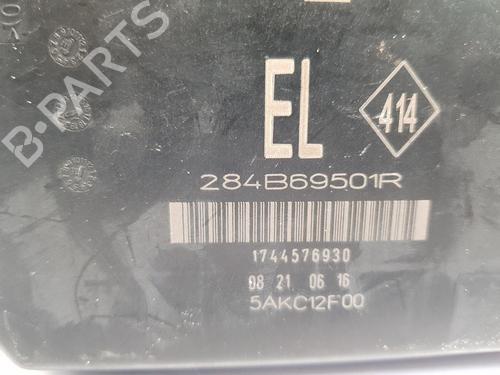 B-PARTS
EL
414
284B69501R
1744576930
08 21 06 16
5AKC12F00